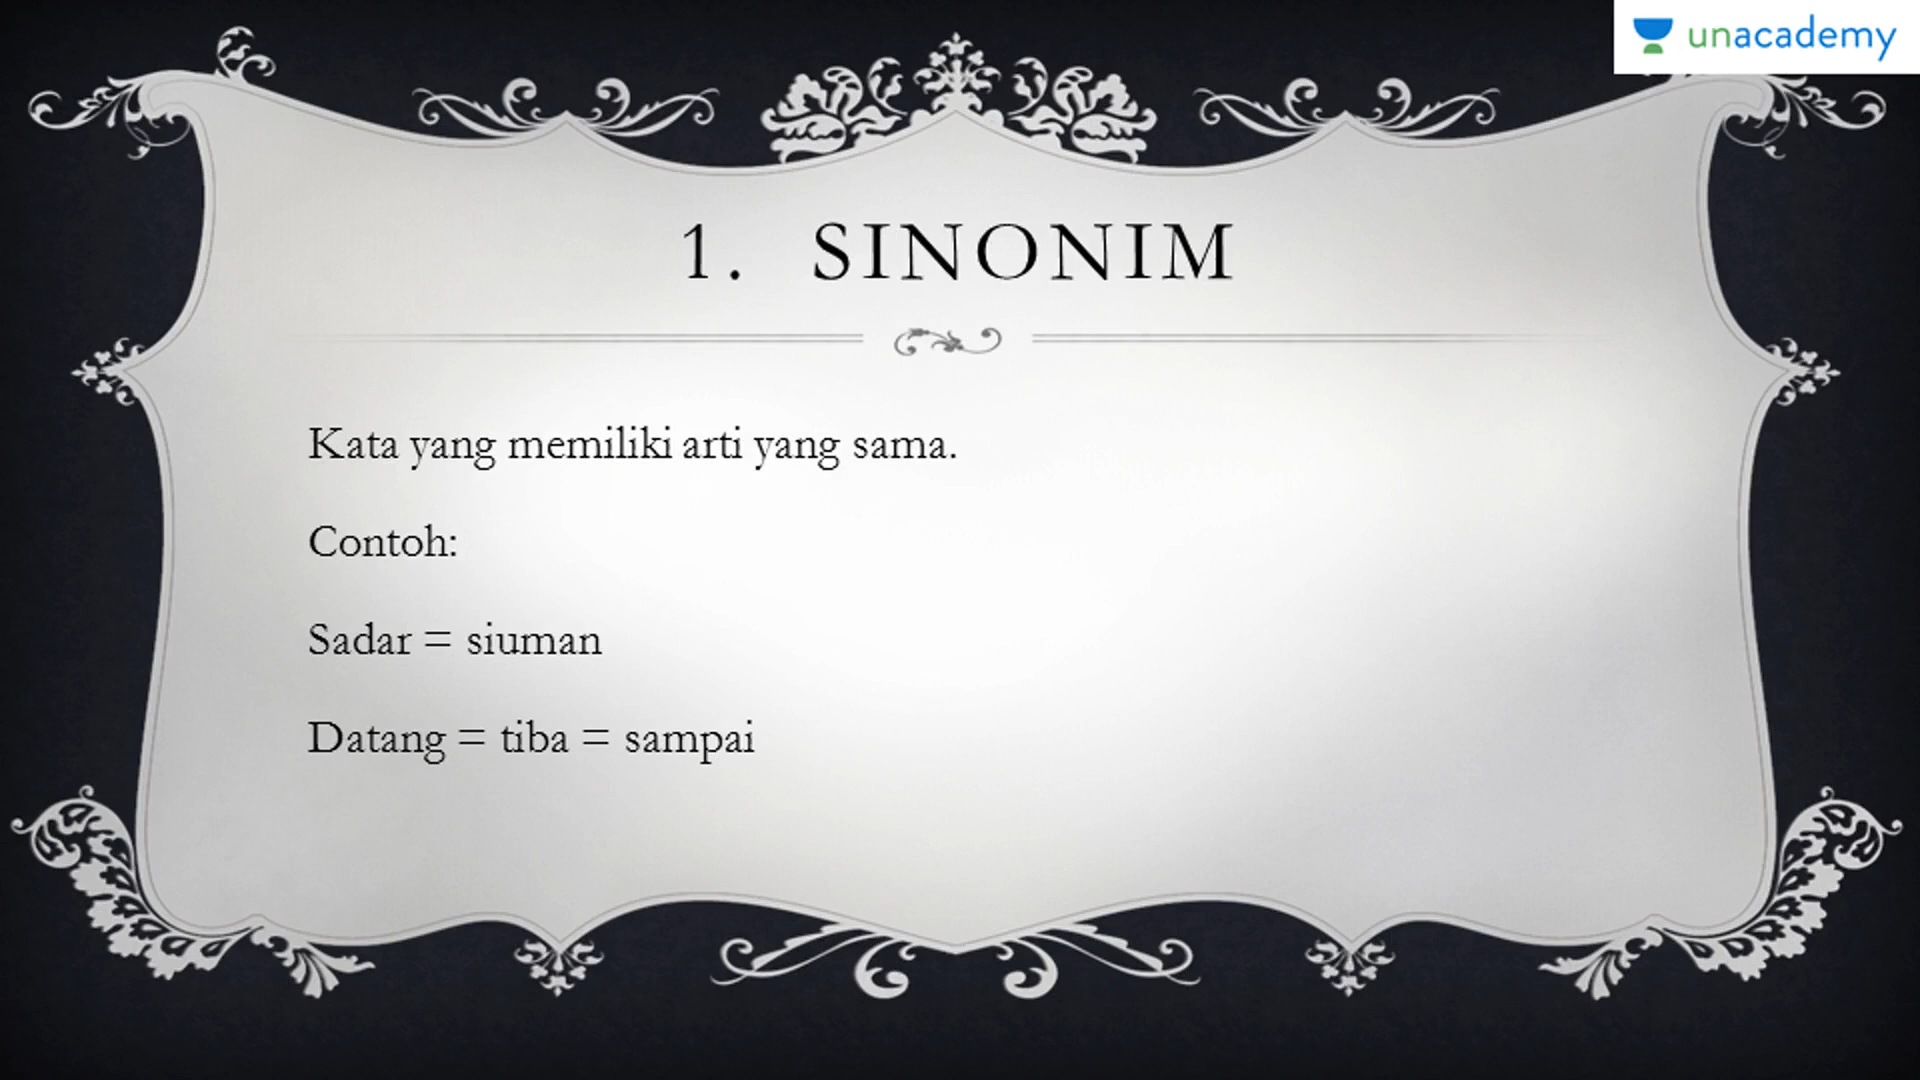 unacademy
1. SINONIM
Kata yang memiliki arti yang sama.
Contoh:
Sadar = siuman
Datang = tiba = sampai